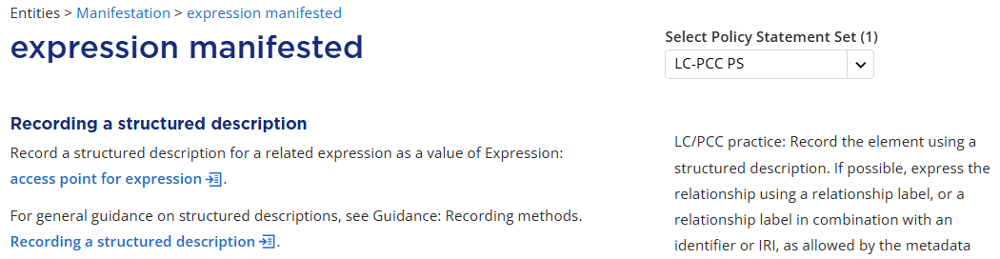 Entities > Manifestation > expression manifested
expression manifested
Select Policy Statement Set (1)
LC-PCC PS
Recording a structured description
Record a structured description for a related expression as a value of Expression:
access point for expression.
For general guidance on structured descriptions, see Guidance: Recording methods.
Recording a structured description.
LC/PCC practice: Record the element using a
structured description. If possible, express the
relationship using a relationship label, or a
relationship label in combination with an
identifier or IRI, as allowed by the metadata